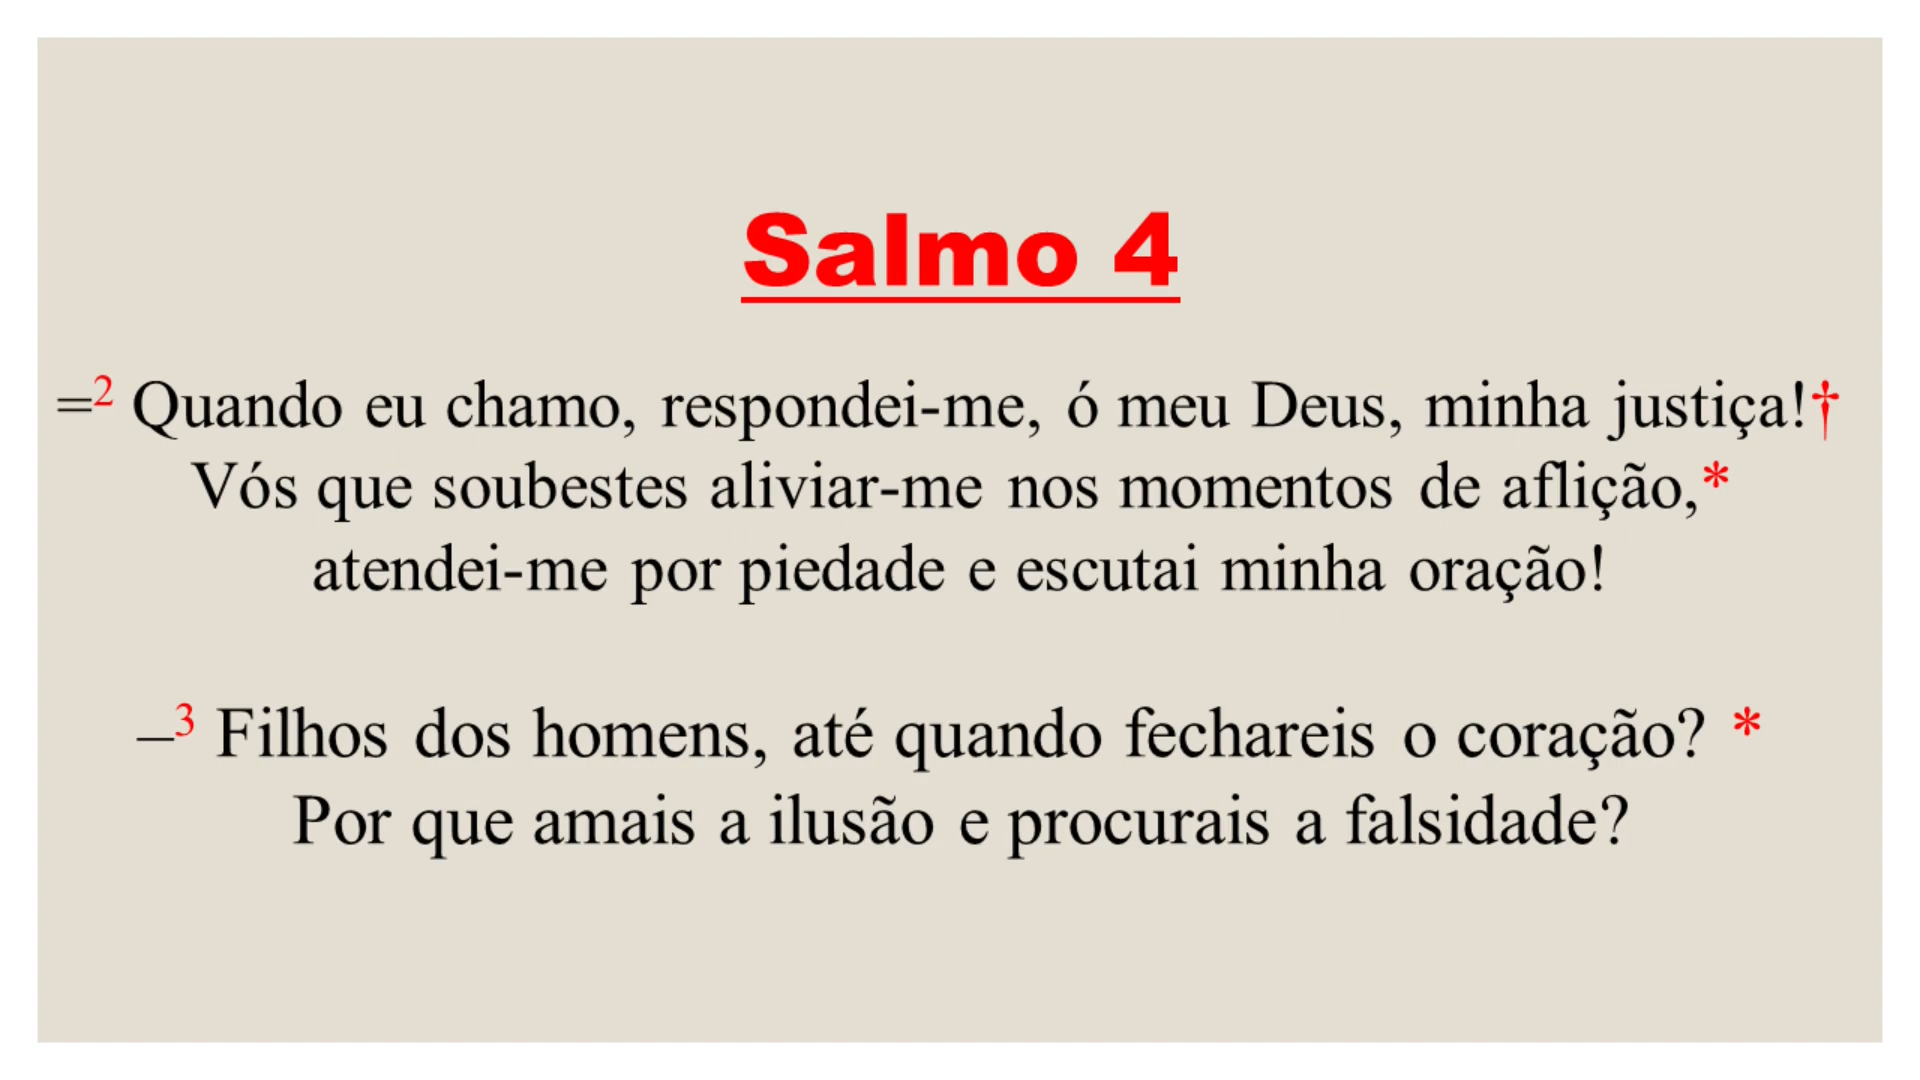 Salmo 4
=² Quando eu chamo, respondei-me, ó meu Deus, minha justiça!†
Vós que soubestes aliviar-me nos momentos de aflição,*
atendei-me por piedade e escutai minha oração!
–³ Filhos dos homens, até quando fechareis o coração? *
Por que amais a ilusão e procurais a falsidade?